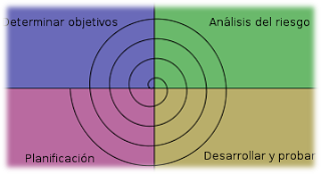 Determinar objetivos
Análisis del riesgo
Planificación
Desarrollar y probar